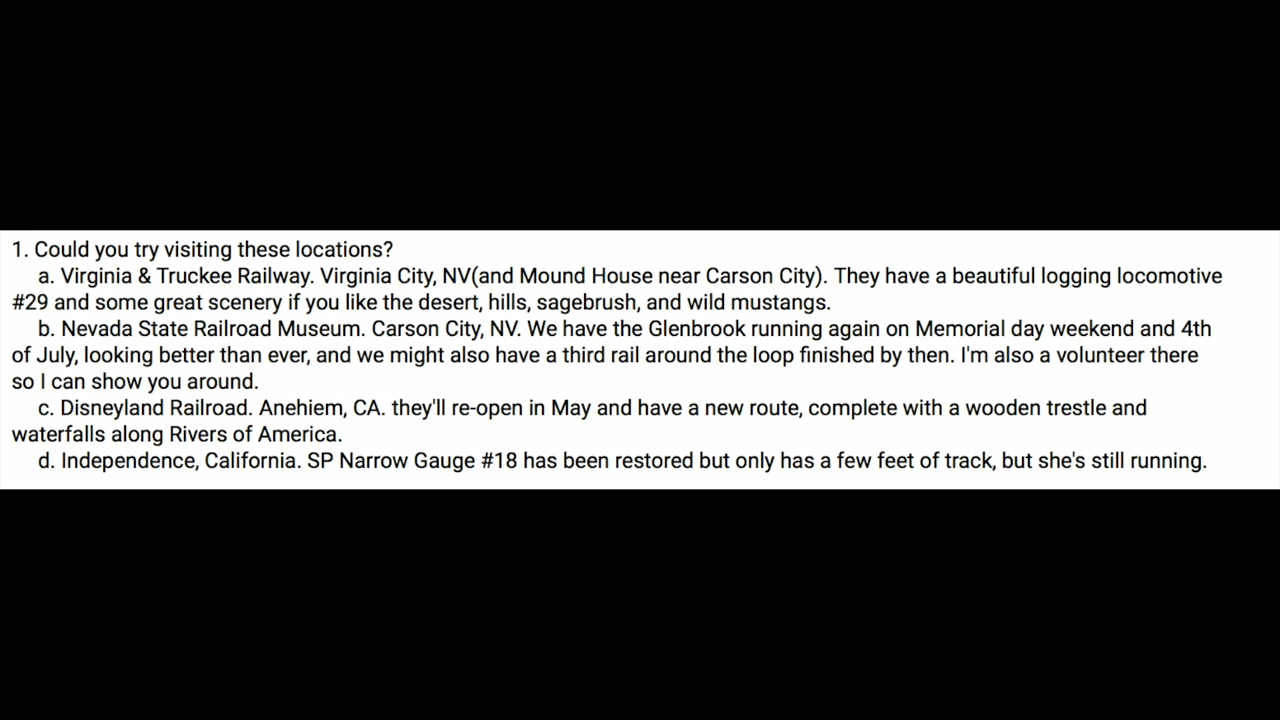 1. Could you try visiting these locations?
a. Virginia & Truckee Railway. Virginia City, NV(and Mound House near Carson City). They have a beautiful logging locomotive
#29 and some great scenery if you like the desert, hills, sagebrush, and wild mustangs.
b. Nevada State Railroad Museum. Carson City, NV. We have the Glenbrook running again on Memorial day weekend and 4th
of July, looking better than ever, and we might also have a third rail around the loop finished by then. I'm also a volunteer there
so I can show you around.
c. Disneyland Railroad. Anehiem, CA. they'll re-open in May and have a new route, complete with a wooden trestle and
waterfalls along Rivers of America.
d. Independence, California. SP Narrow Gauge #18 has been restored but only has a few feet of track, but she's still running.